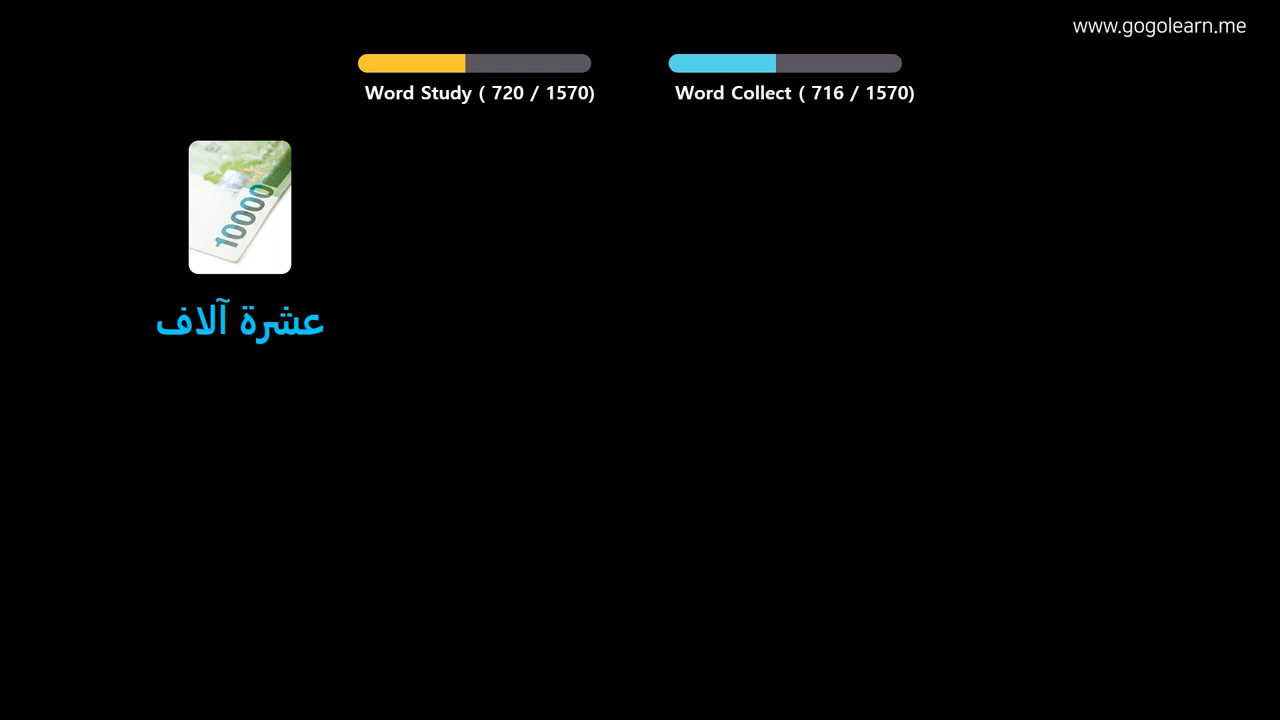 www.gogolearn.me
Word Study ( 720 / 1570)
Word Collect ( 716 / 1570)
10000
عشرة آلاف